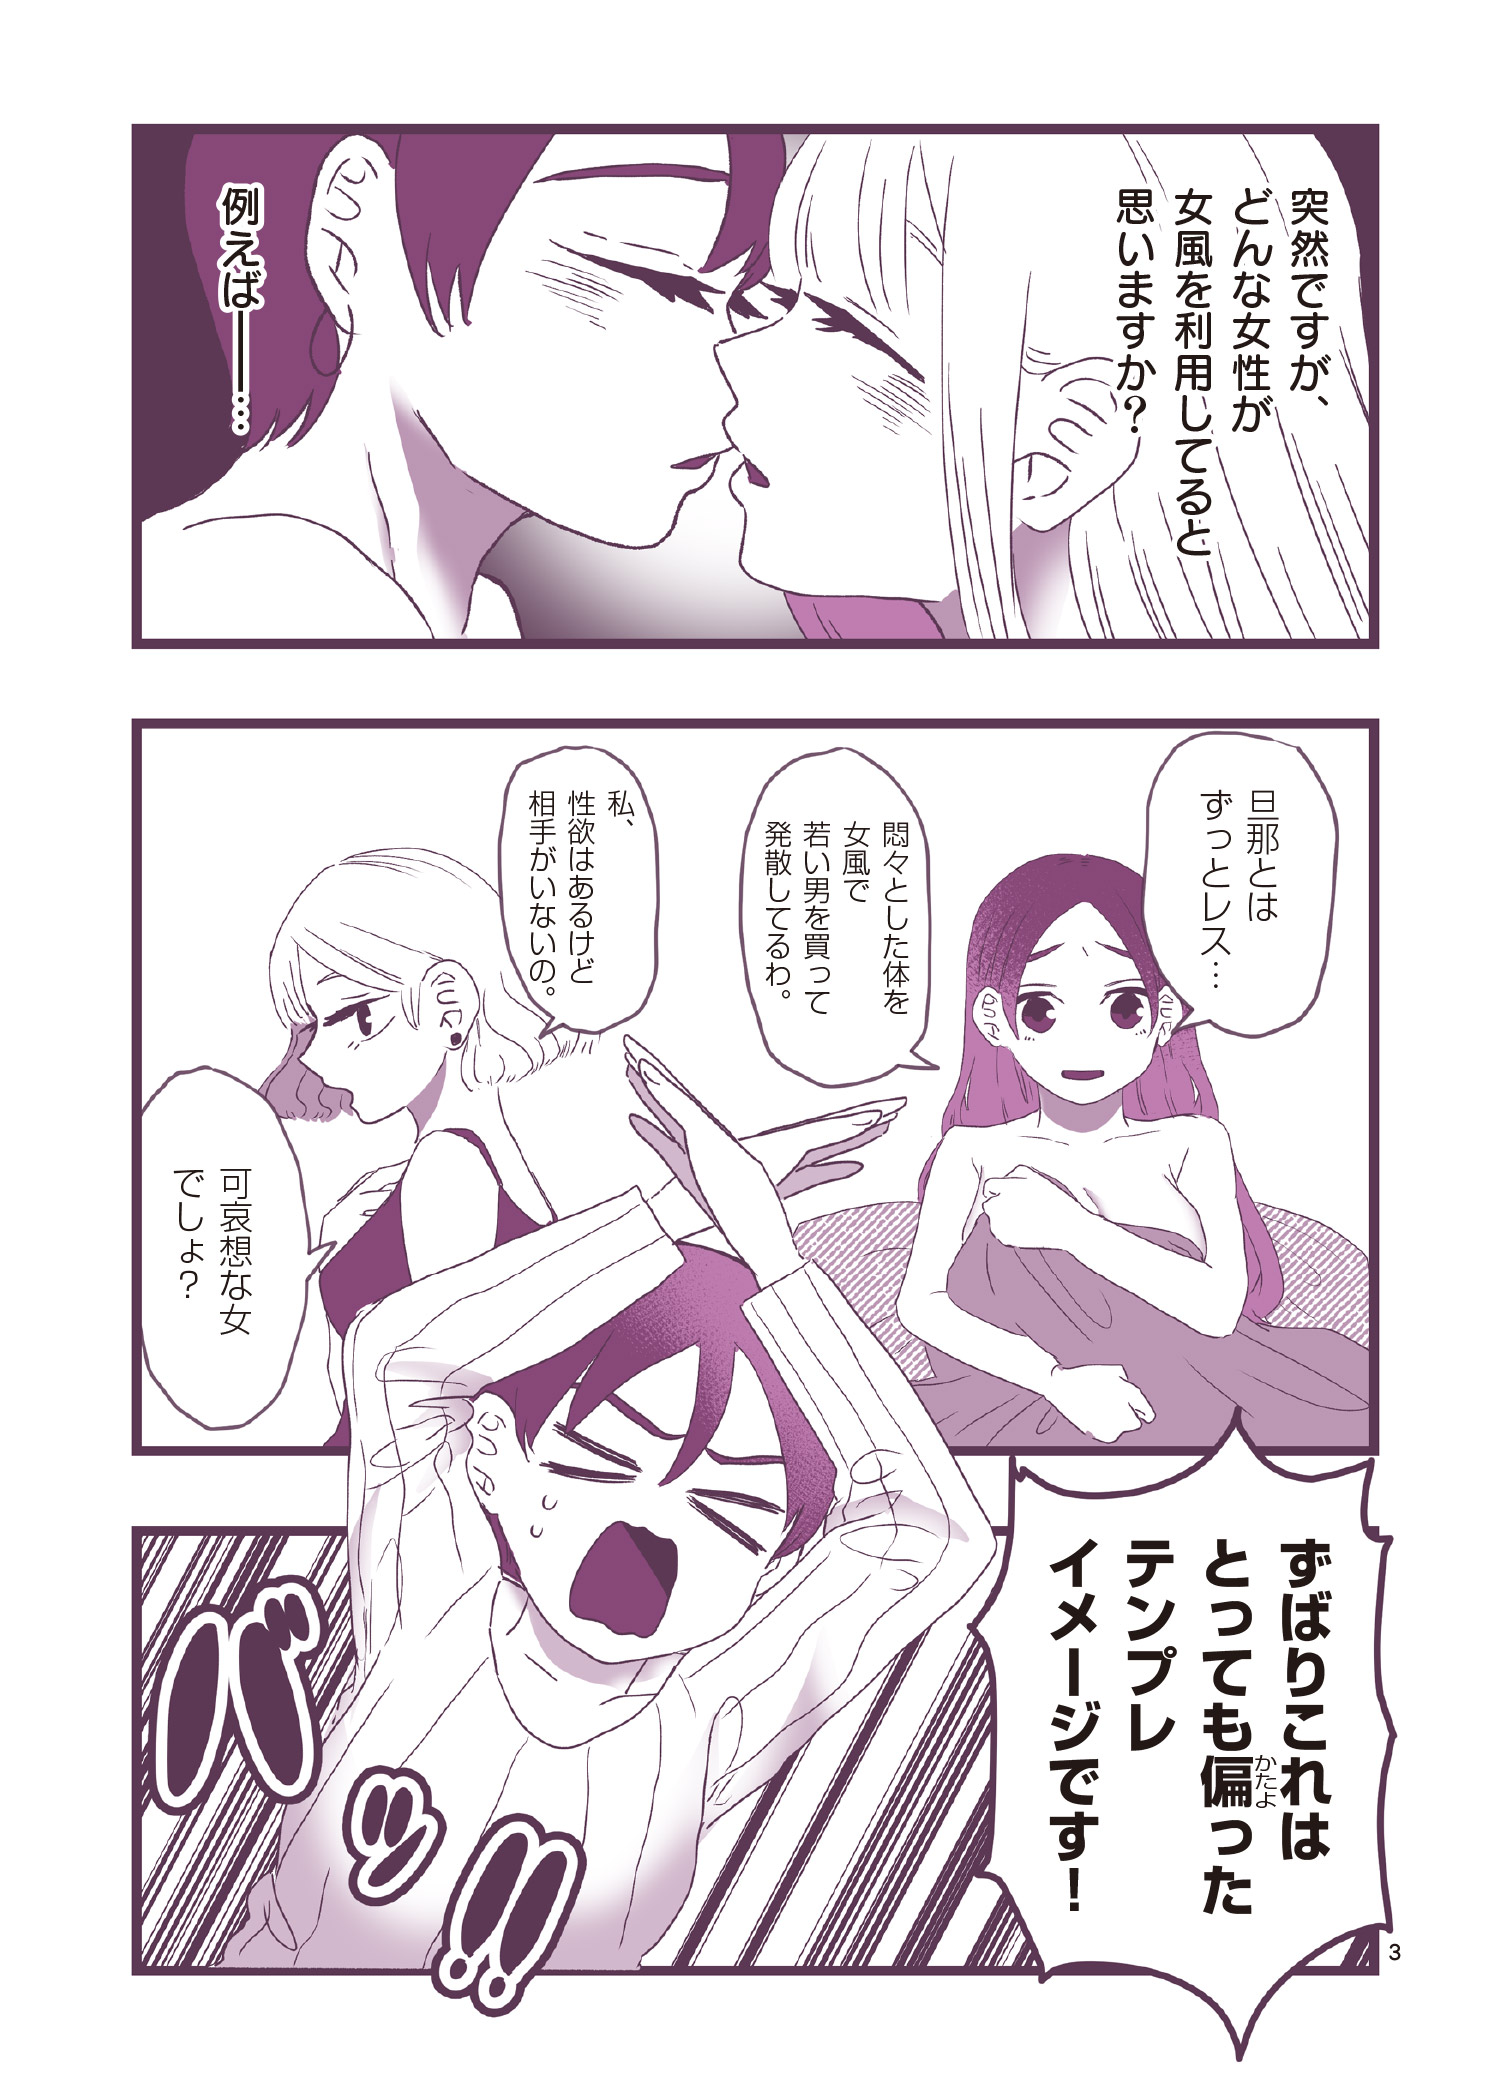 突然ですが、
どんな女性が
女風を利用してると
思いますか?
例えば――…
旦那とは
ずっとレス…
悶々とした体を
女風で
若い男を買って
発散してるわ。
私、
性欲はあるけど
相手がいないの。
可哀想な女
でしょ?
ずばりこれは
とっても偏った
かたよ
テンプレ
イメージです!
バッ!!
3